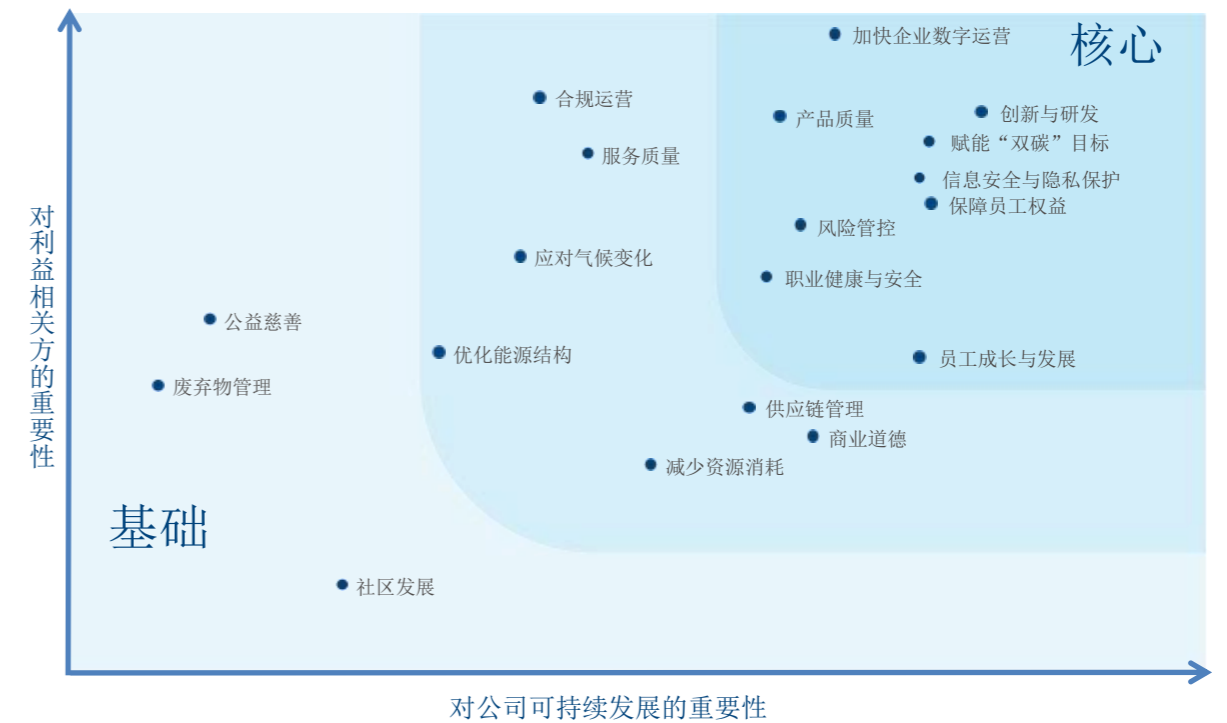 核心
加快企业数字运营
合规运营
创新与研发
产品质量
赋能“双碳”目标
服务质量
信息安全与隐私保护
保障员工权益
风险管控
应对气候变化
职业健康与安全
公益慈善
优化能源结构
员工成长与发展
废弃物管理
供应链管理
商业道德
减少资源消耗
基础
社区发展
对利益相关方的重要性
对公司可持续发展的重要性